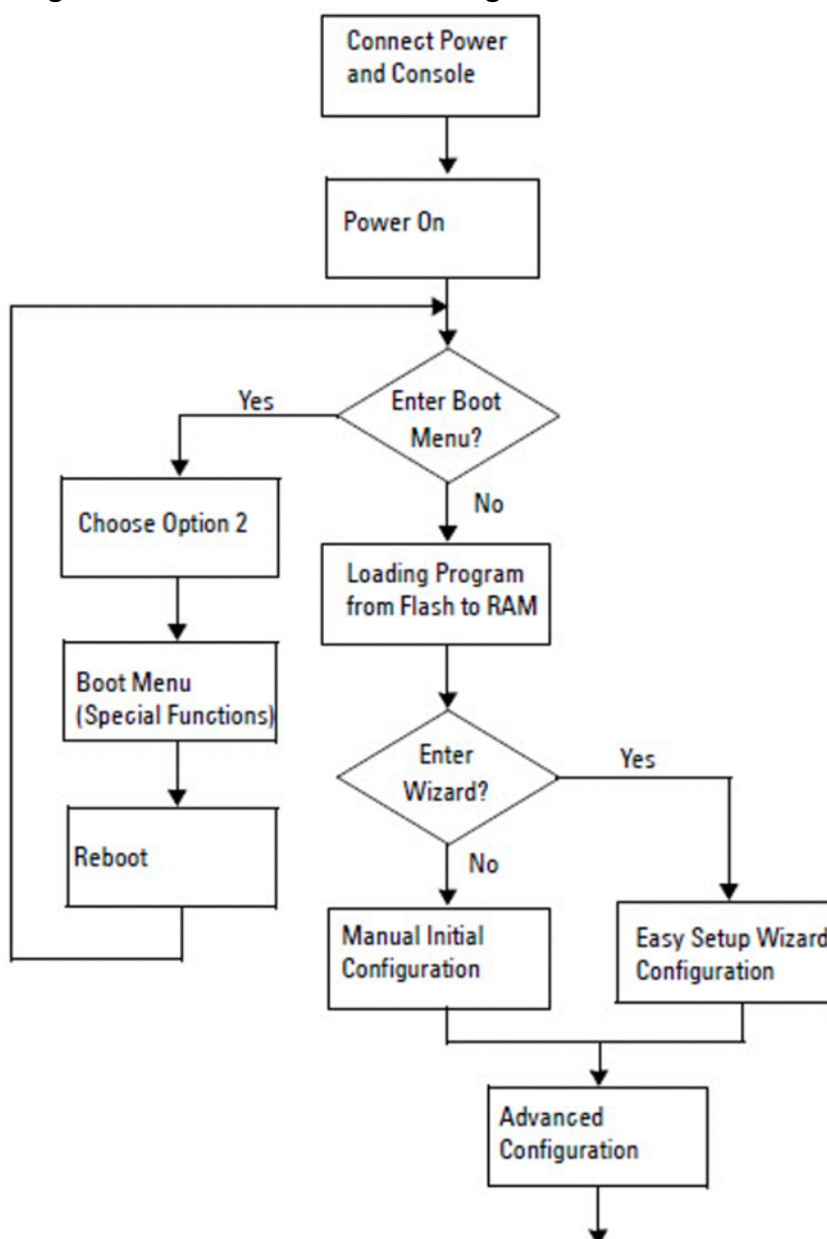 Connect Power
and Console
Power On
Enter Boot
Menu?
Yes
No
Choose Option 2
Loading Program
from Flash to RAM
Boot Menu
(Special Functions)
Enter
Wizard?
Yes
No
Reboot
Manual Initial
Configuration
Easy Setup Wizard
Configuration
Advanced
Configuration